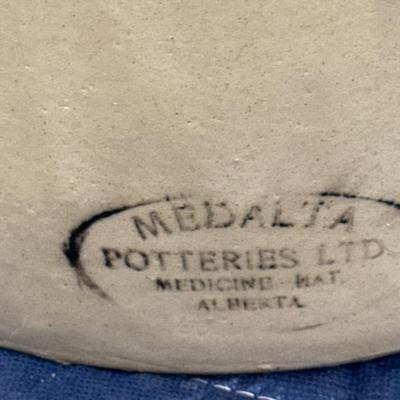 MEDALTA
POTTERIES LTD
MEDICINE HAT,
ALBERTA